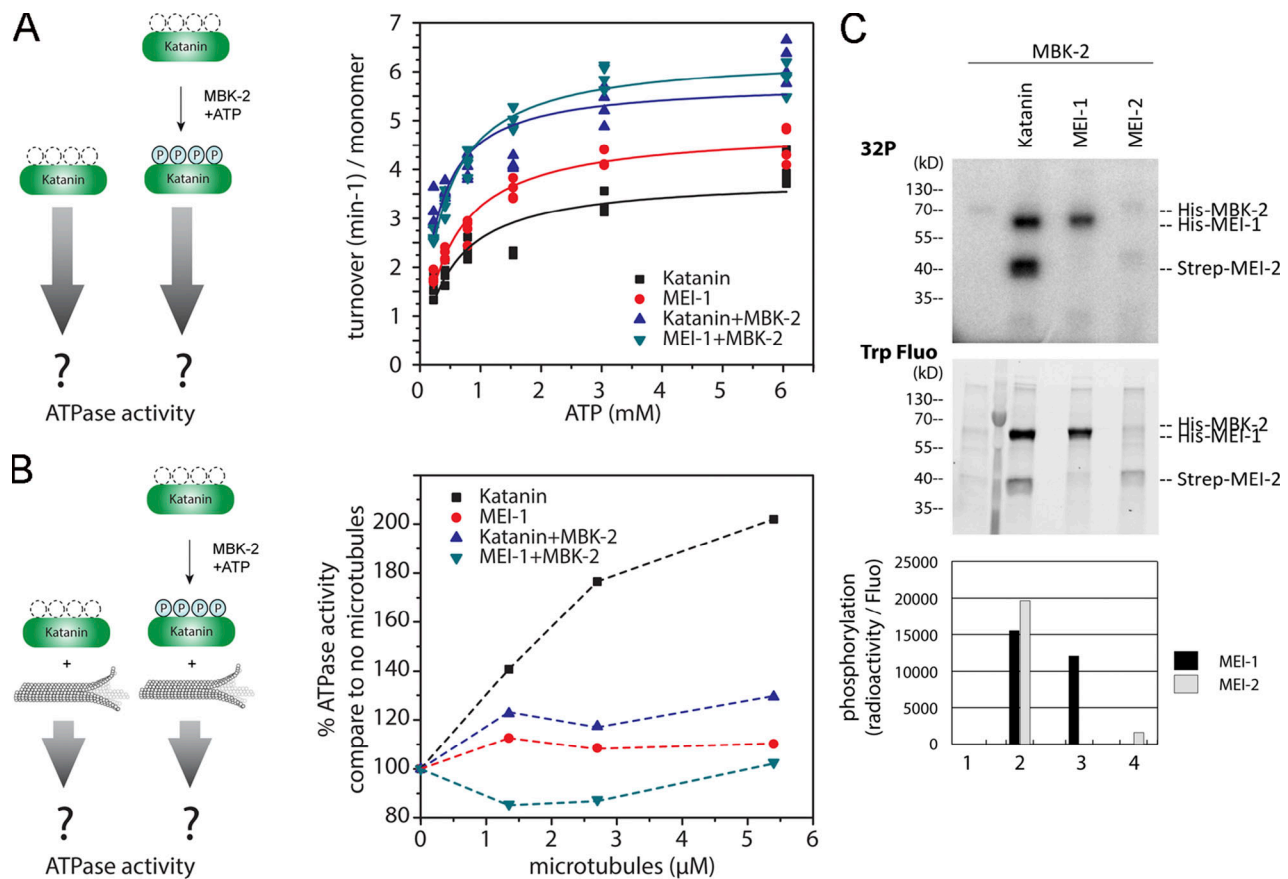 A
Katanin
MBK-2
+ATP
P P P P
Katanin
Katanin
?
?
ATPase activity
7
6
5
4
3
2
1
0
turnover (min-1) / monomer
Katanin
MEI-1
Katanin+MBK-2
MEI-1+MBK-2
0 1 2 3 4 5 6
ATP (mM)
B
Katanin
MBK-2
+ATP
P P P P
Katanin
Katanin
+
+
?
?
ATPase activity
200
180
160
140
120
100
80
% ATPase activity
compare to no microtubules
Katanin
MEI-1
Katanin+MBK-2
MEI-1+MBK-2
0 1 2 3 4 5 6
microtubules (μM)
C
MBK-2
Katanin
MEI-1
MEI-2
32P
(kD)
130--
70--
55--
40--
35--
-- His-MBK-2
-- His-MEI-1
-- Strep-MEI-2
Trp Fluo
(kD)
130--
70--
55--
40--
35--
-- His-MBK-2
-- His-MEI-1
-- Strep-MEI-2
25000
20000
15000
10000
5000
0
phosphorylation
(radioactivity / Fluo)
MEI-1
MEI-2
1 2 3 4